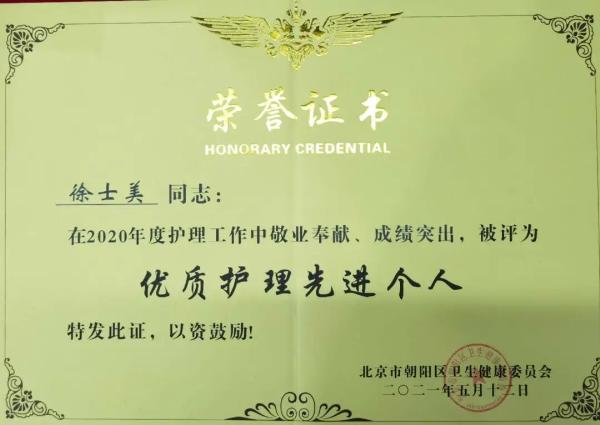 荣誉证书
HONORARY CREDENTIAL
徐士美 同志：
在2020年度护理工作中敬业奉献、成绩突出，被评为
优质护理先进个人
特发此证，以资鼓励！
北京市朝阳区卫生健康委员会
二〇二一年五月十二日